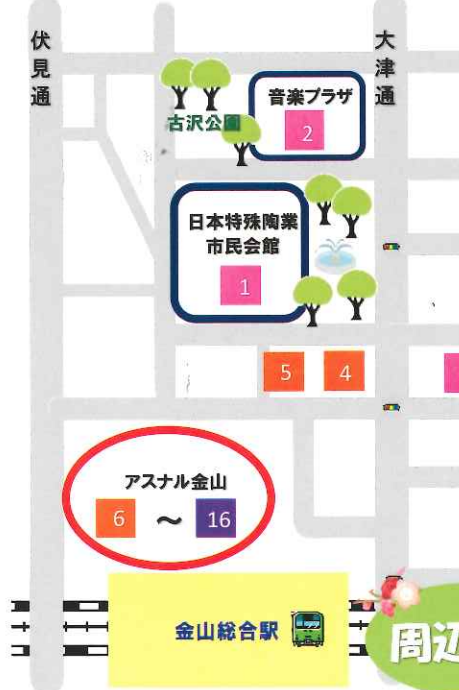 伏見通
大津通
音楽プラザ
2
古沢公園
日本特殊陶業
市民会館
1
5
4
アスナル金山
6 ～ 16
金山総合駅
周辺